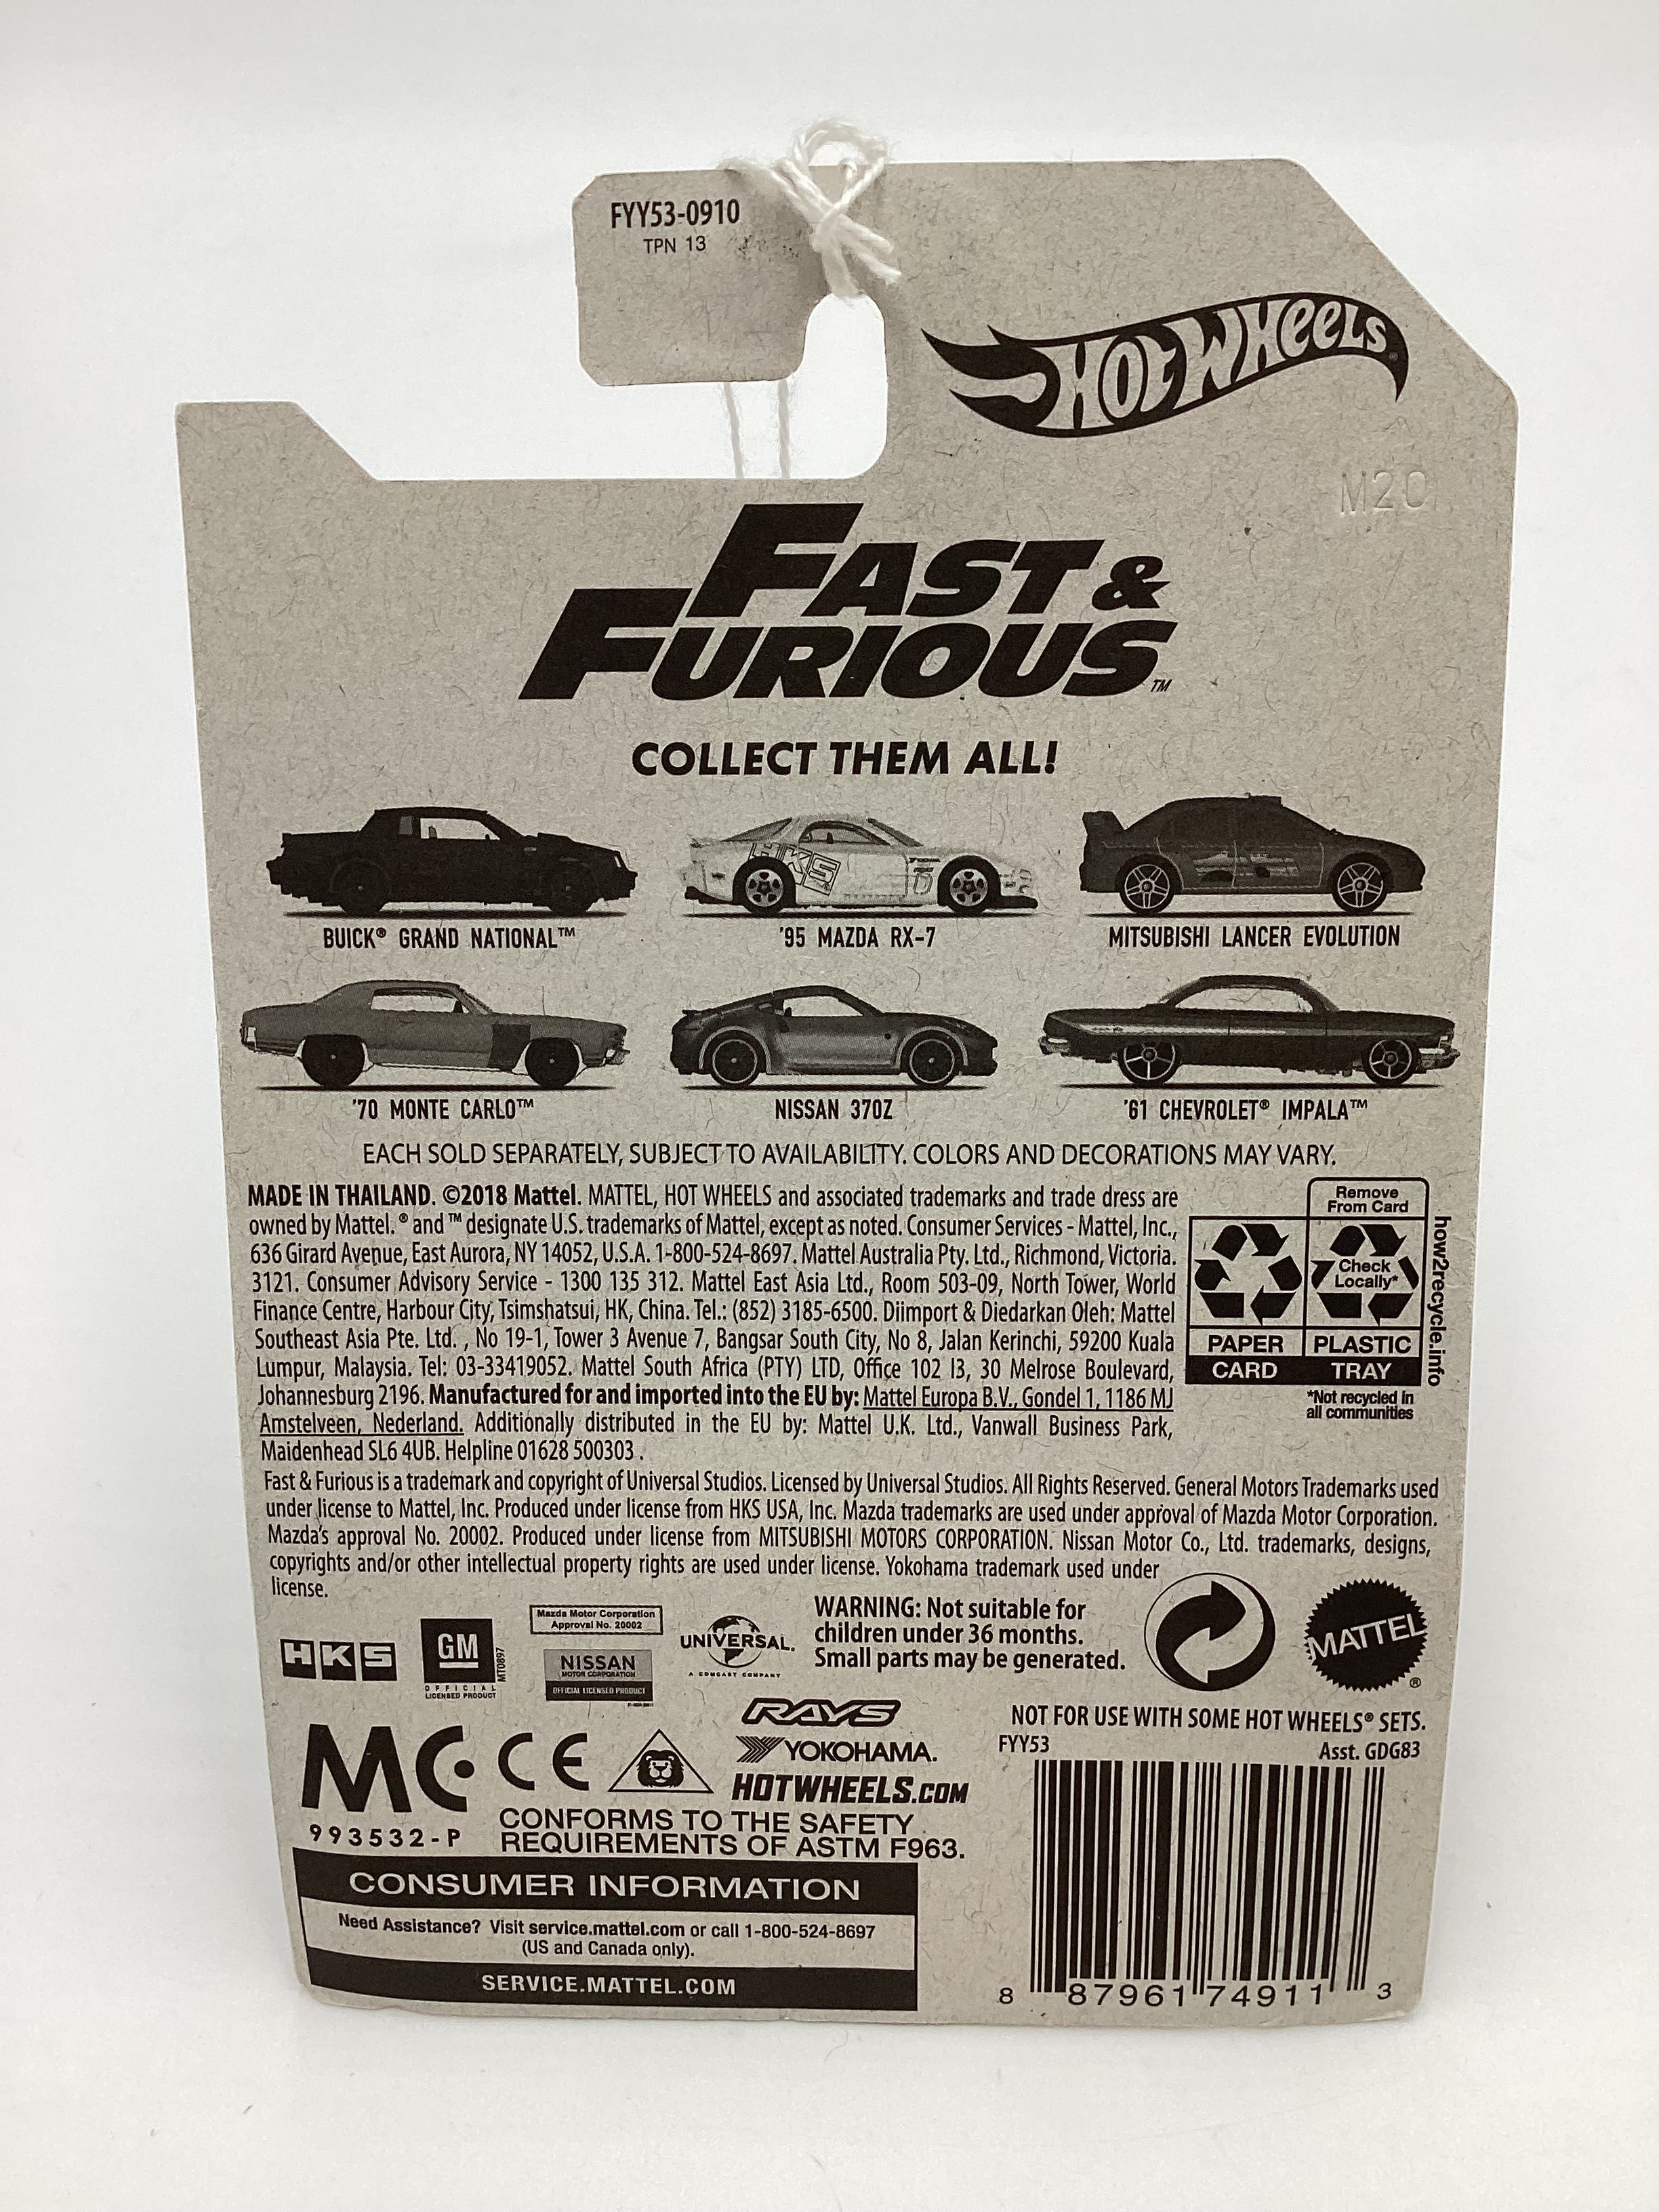 FYY53-0910
TPN 13
HOT WHEELS
M2C
FAST &
FURIOUS™
COLLECT THEM ALL!
BUICK® GRAND NATIONAL™
'95 MAZDA RX-7
MITSUBISHI LANCER EVOLUTION
HKS
'70 MONTE CARLO™
NISSAN 370Z
'61 CHEVROLET® IMPALA™
EACH SOLD SEPARATELY, SUBJECT TO AVAILABILITY. COLORS AND DECORATIONS MAY VARY.
MADE IN THAILAND. ©2018 Mattel. MATTEL, HOT WHEELS and associated trademarks and trade dress are
owned by Mattel. ® and ™ designate U.S. trademarks of Mattel, except as noted. Consumer Services - Mattel, Inc.,
636 Girard Avenue, East Aurora, NY 14052, U.S.A. 1-800-524-8697. Mattel Australia Pty. Ltd., Richmond, Victoria.
3121. Consumer Advisory Service - 1300 135 312. Mattel East Asia Ltd., Room 503-09, North Tower, World
Finance Centre, Harbour City, Tsimshatsui, HK, China. Tel.: (852) 3185-6500. Diimport & Diedarkan Oleh: Mattel
Southeast Asia Pte. Ltd. , No 19-1, Tower 3 Avenue 7, Bangsar South City, No 8, Jalan Kerinchi, 59200 Kuala
Lumpur, Malaysia. Tel: 03-33419052. Mattel South Africa (PTY) LTD, Office 102 I3, 30 Melrose Boulevard,
Johannesburg 2196. Manufactured for and imported into the EU by: Mattel Europa B.V., Gondel 1, 1186 MJ
Amstelveen, Nederland. Additionally distributed in the EU by: Mattel U.K. Ltd., Vanwall Business Park,
Maidenhead SL6 4UB. Helpline 01628 500303 .
Remove
From Card
Check
Locally*
PAPER
PLASTIC
CARD
TRAY
how2recycle.info
*Not recycled in
all communities
Fast & Furious is a trademark and copyright of Universal Studios. Licensed by Universal Studios. All Rights Reserved. General Motors Trademarks used
under license to Mattel, Inc. Produced under license from HKS USA, Inc. Mazda trademarks are used under approval of Mazda Motor Corporation.
Mazda's approval No. 20002. Produced under license from MITSUBISHI MOTORS CORPORATION. Nissan Motor Co., Ltd. trademarks, designs,
copyrights and/or other intellectual property rights are used under license. Yokohama trademark used under
license.
HKS
GM
OFFICIAL
LICENSED PRODUCT
MT0897
Mazda Motor Corporation
Approval No. 20002
NISSAN
MOTOR CORPORATION
OFFICIAL LICENSED PRODUCT
UNIVERSAL
A COMCAST COMPANY
WARNING: Not suitable for
children under 36 months.
Small parts may be generated.
MATTEL®
MC
993532-P
CE
RAYS
YOKOHAMA.
HOTWHEELS.COM
CONFORMS TO THE SAFETY
REQUIREMENTS OF ASTM F963.
NOT FOR USE WITH SOME HOT WHEELS® SETS.
FYY53
Asst. GDG83
CONSUMER INFORMATION
Need Assistance? Visit service.mattel.com or call 1-800-524-8697
(US and Canada only).
SERVICE.MATTEL.COM
8 87961 74911 3